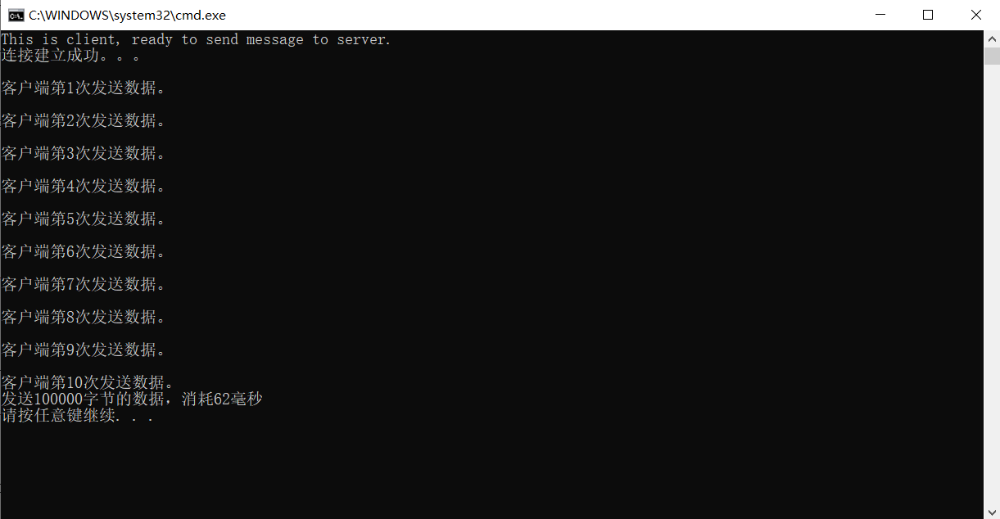 C:\WINDOWS\system32\cmd.exe
This is client, ready to send message to server.
连接建立成功。。。
客户端第1次发送数据。
客户端第2次发送数据。
客户端第3次发送数据。
客户端第4次发送数据。
客户端第5次发送数据。
客户端第6次发送数据。
客户端第7次发送数据。
客户端第8次发送数据。
客户端第9次发送数据。
客户端第10次发送数据。
发送100000字节的数据，消耗62毫秒
请按任意键继续. . .